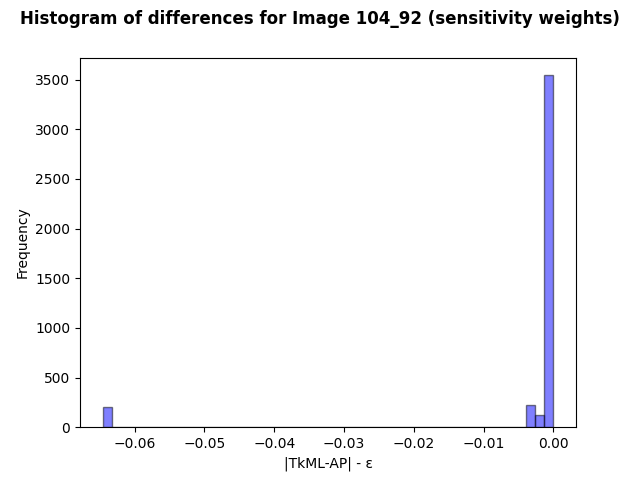 Histogram of differences for Image 104_92 (sensitivity weights)
3500
3000
2500
2000
1500
1000
500
0
Frequency
−0.06 −0.05 −0.04 −0.03 −0.02 −0.01 0.00
|TkML-AP| - ε